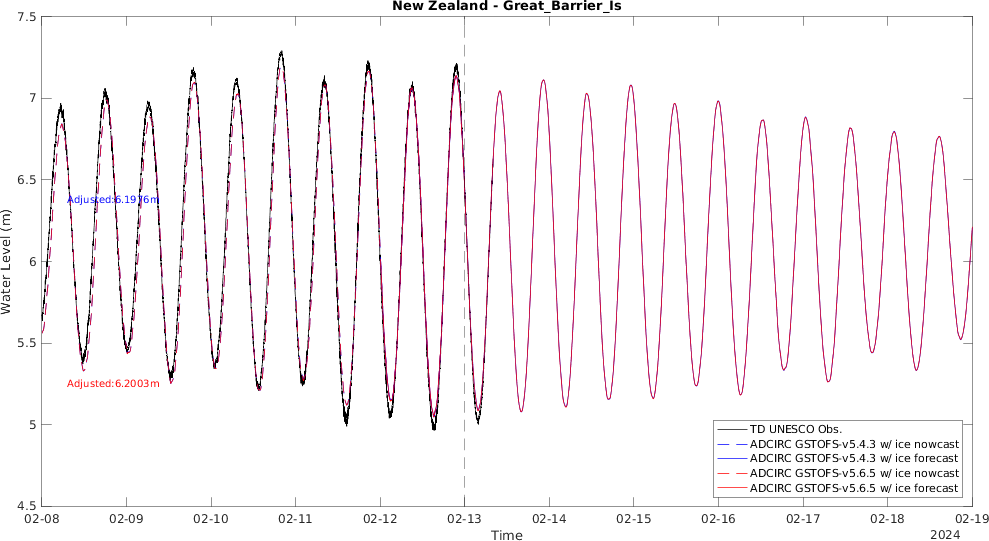 New Zealand - Great_Barrier_Is
7.5
7
6.5
6
5.5
5
4.5
Water Level (m)
Adjusted:6.1976m
Adjusted:6.2003m
TD UNESCO Obs.
ADCIRC GSTOFS-v5.4.3 w/ ice nowcast
ADCIRC GSTOFS-v5.4.3 w/ ice forecast
ADCIRC GSTOFS-v5.6.5 w/ ice nowcast
ADCIRC GSTOFS-v5.6.5 w/ ice forecast
02-08 02-09 02-10 02-11 02-12 02-13 02-14 02-15 02-16 02-17 02-18 02-19
Time
2024